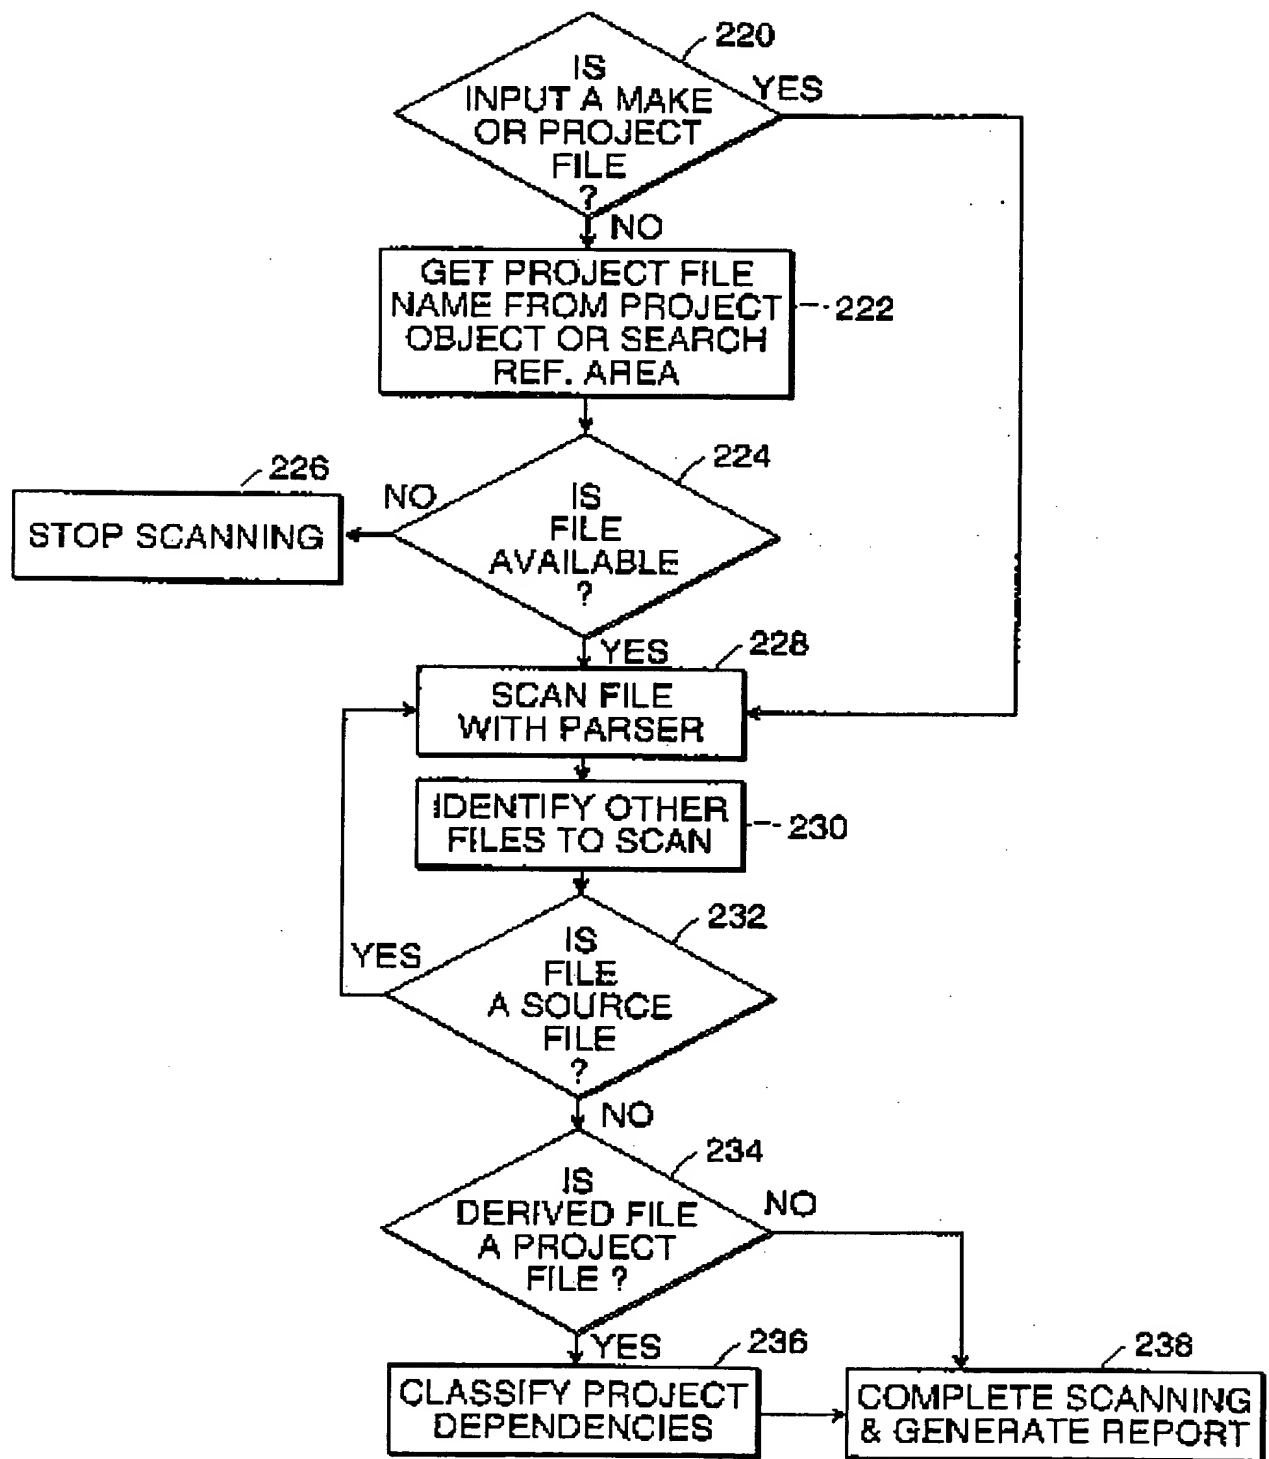 220
IS
INPUT A MAKE
OR PROJECT
FILE
?
YES
NO
GET PROJECT FILE
NAME FROM PROJECT
OBJECT OR SEARCH
REF. AREA
222
224
IS
FILE
AVAILABLE
?
NO
226
STOP SCANNING
YES
228
SCAN FILE
WITH PARSER
IDENTIFY OTHER
FILES TO SCAN
230
232
IS
FILE
A SOURCE
FILE
?
YES
NO
234
IS
DERIVED FILE
A PROJECT
FILE ?
NO
YES
236
CLASSIFY PROJECT
DEPENDENCIES
238
COMPLETE SCANNING
& GENERATE REPORT